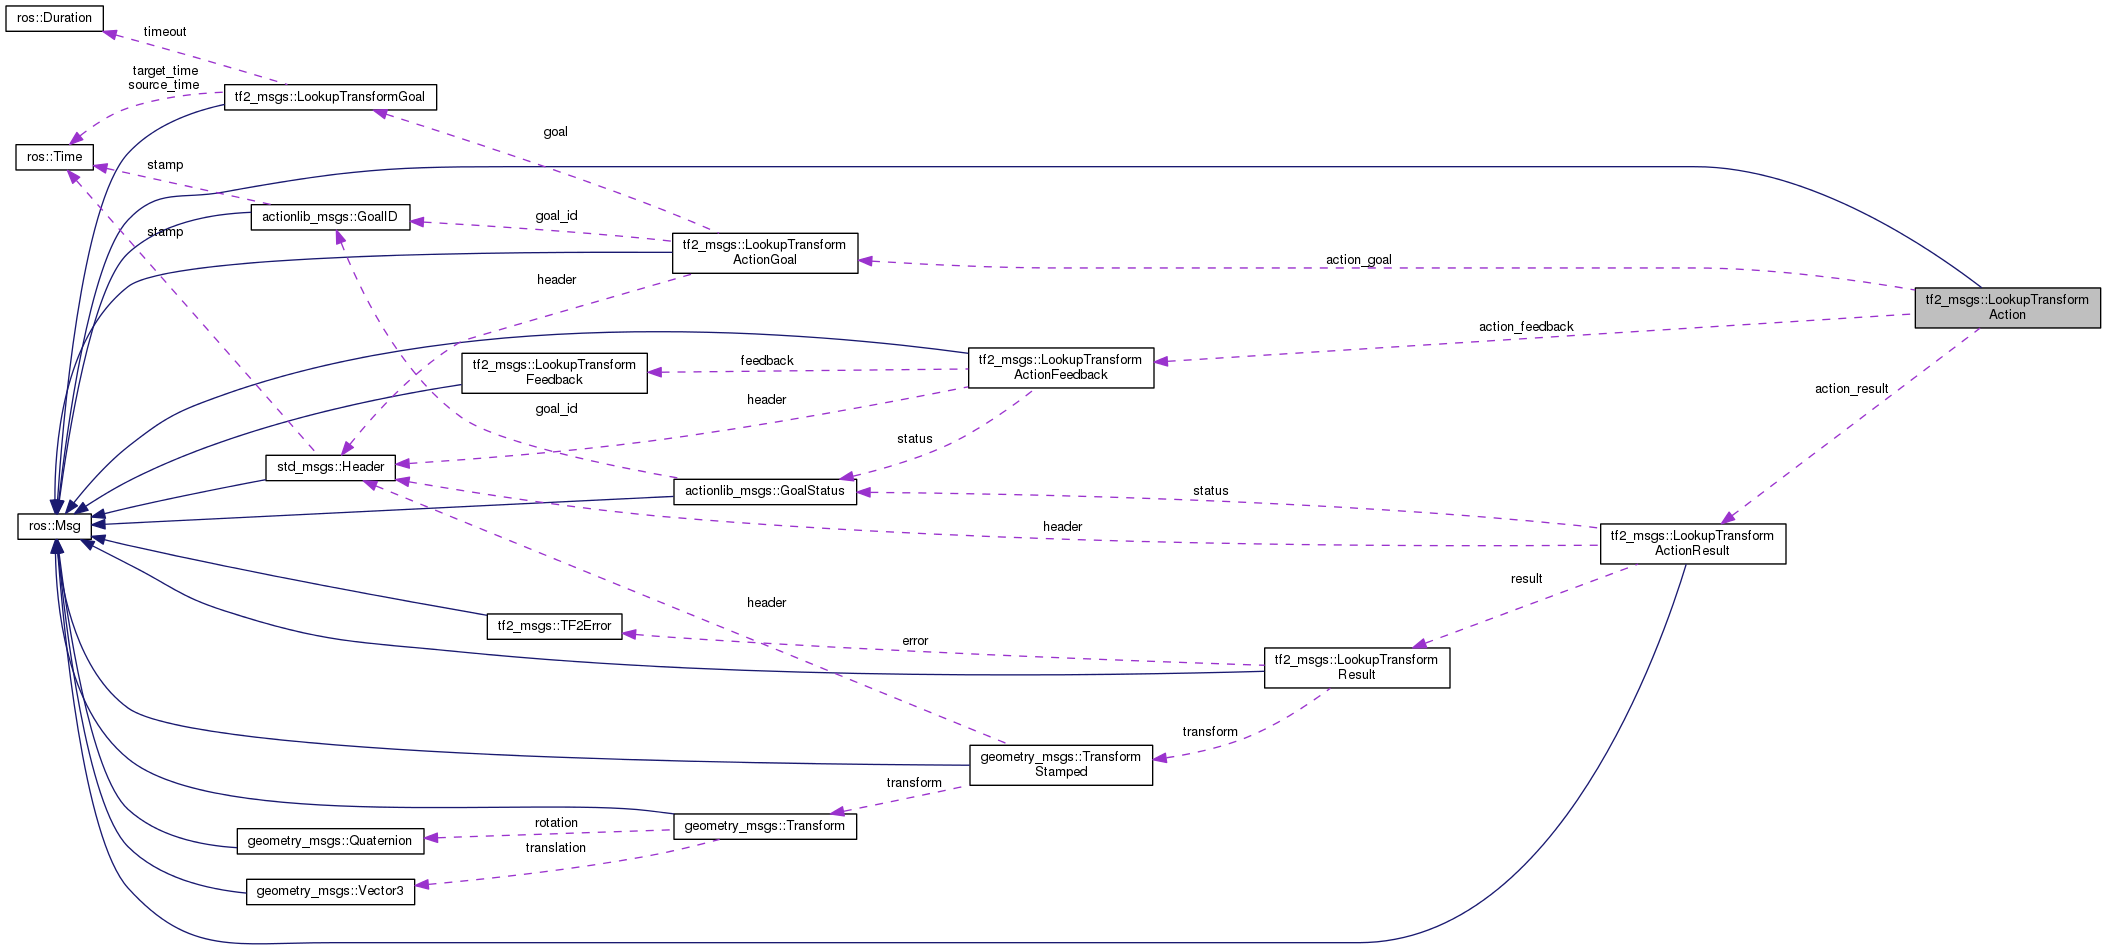 ros::Duration
timeout
target_time
source_time
tf2_msgs::LookupTransformGoal
goal
ros::Time
stamp
actionlib_msgs::GoalID
goal_id
stamp
tf2_msgs::LookupTransform
ActionGoal
action_goal
header
tf2_msgs::LookupTransform
Action
action_feedback
tf2_msgs::LookupTransform
Feedback
feedback
tf2_msgs::LookupTransform
ActionFeedback
action_result
header
goal_id
status
std_msgs::Header
actionlib_msgs::GoalStatus
status
ros::Msg
header
tf2_msgs::LookupTransform
ActionResult
result
header
tf2_msgs::TF2Error
error
tf2_msgs::LookupTransform
Result
transform
geometry_msgs::Transform
Stamped
transform
rotation
geometry_msgs::Transform
geometry_msgs::Quaternion
translation
geometry_msgs::Vector3